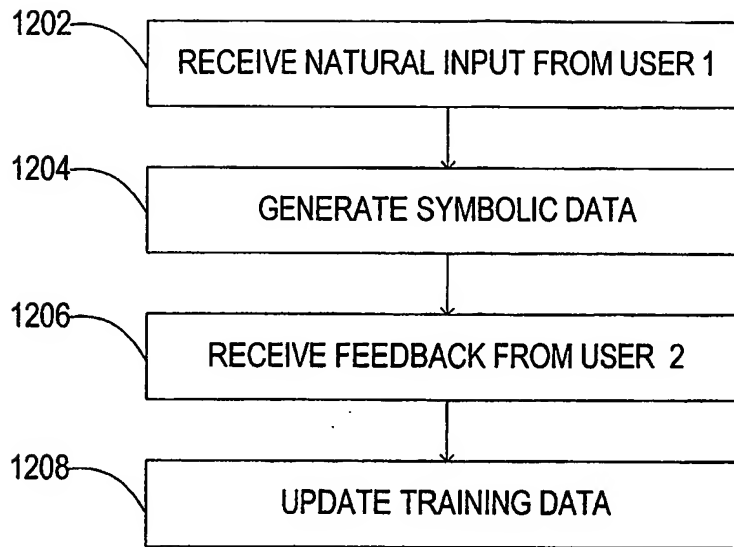 1202
RECEIVE NATURAL INPUT FROM USER 1
1204
GENERATE SYMBOLIC DATA
1206
RECEIVE FEEDBACK FROM USER 2
1208
UPDATE TRAINING DATA